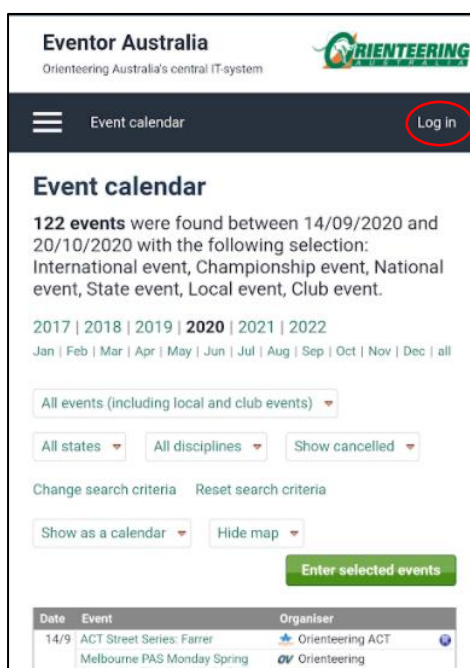 Eventor Australia
Orienteering Australia's central IT-system
ORIENTEERING
AUSTRALIA
Event calendar
Log in
Event calendar
122 events were found between 14/09/2020 and
20/10/2020 with the following selection:
International event, Championship event, National
event, State event, Local event, Club event.
2017 | 2018 | 2019 | 2020 | 2021 | 2022
Jan | Feb | Mar | Apr | May | Jun | Jul | Aug | Sep | Oct | Nov | Dec | all
All events (including local and club events)
All states All disciplines Show cancelled
Change search criteria Reset search criteria
Show as a calendar Hide map
Enter selected events
Date Event Organiser
14/9 ACT Street Series: Farrer Orienteering ACT
Melbourne PAS Monday Spring OV Orienteering